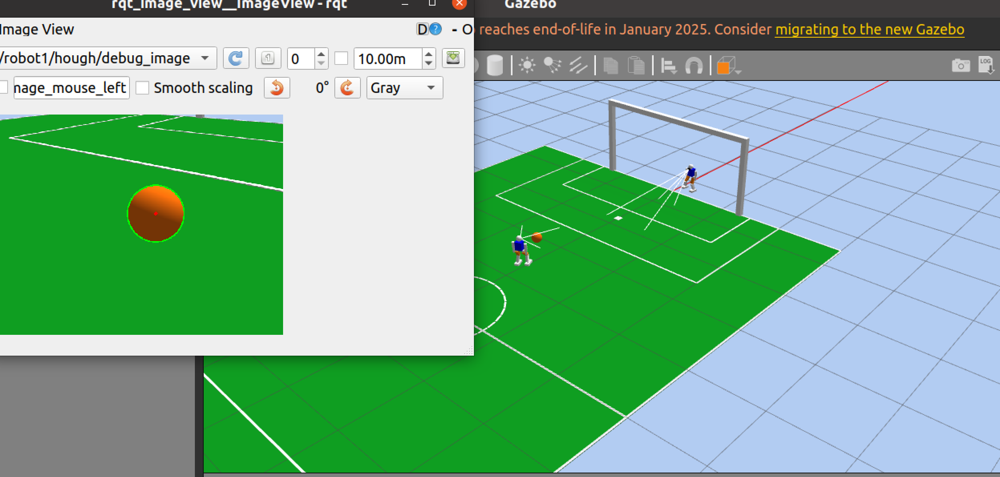 rqt_image_view__ImageView - rqt
Gazebo
Image View
D ? - O
reaches end-of-life in January 2025. Consider migrating to the new Gazebo
/robot1/hough/debug_image
1
0
10.00m
LOG
nage_mouse_left
Smooth scaling
0°
Gray